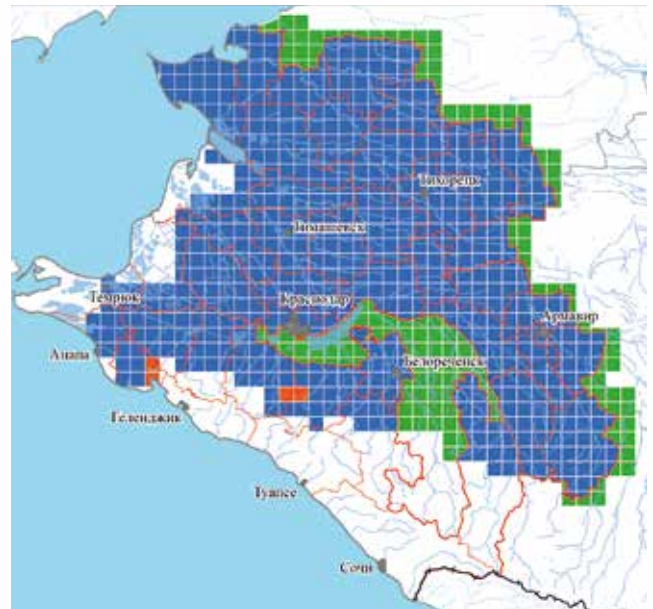 Тихорецк
Тимашевск
Темрюк
Краснодар
Армавир
Анапа
Белореченск
Геленджик
Туапсе
Сочи